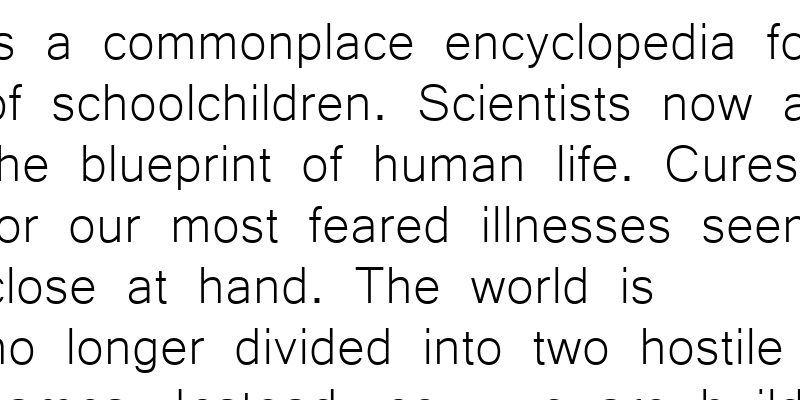 s a commonplace encyclopedia fo
of schoolchildren. Scientists now a
he blueprint of human life. Cures
or our most feared illnesses seem
close at hand. The world is
no longer divided into two hostile